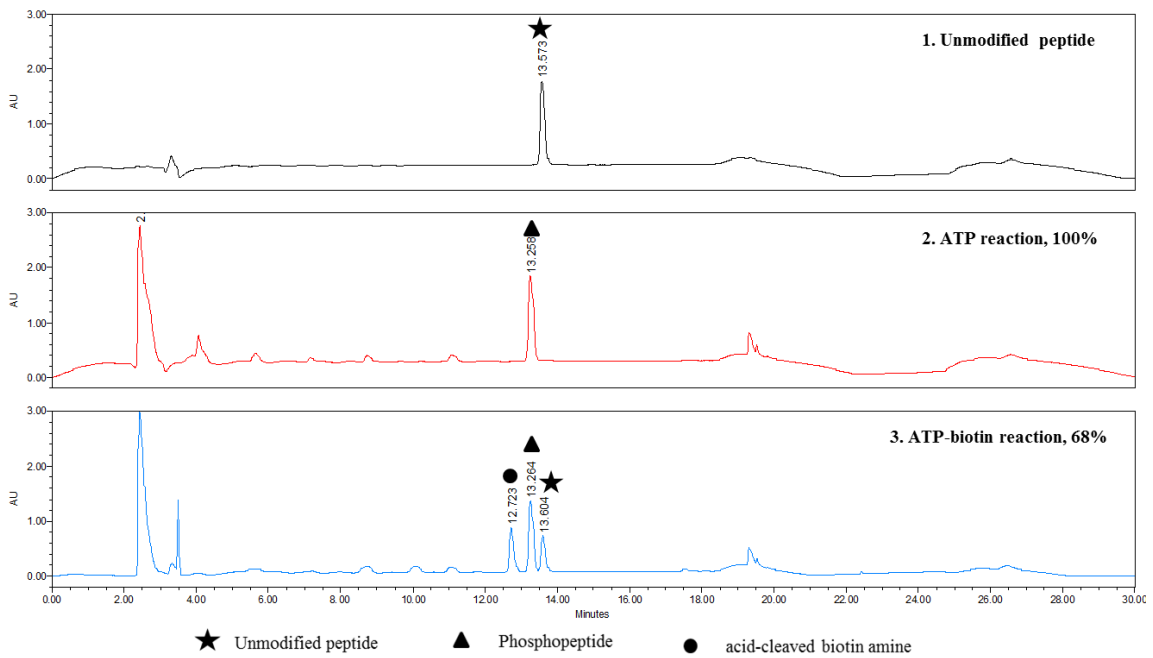 3.00
2.00
1.00
0.00
AU
13.573
1. Unmodified peptide
3.00
2.00
1.00
0.00
AU
2.
13.258
2. ATP reaction, 100%
3.00
2.00
1.00
0.00
AU
12.723
13.264
13.604
3. ATP-biotin reaction, 68%
0.00 2.00 4.00 6.00 8.00 10.00 12.00 14.00 16.00 18.00 20.00 22.00 24.00 26.00 28.00 30.00
Minutes
Unmodified peptide Phosphopeptide acid-cleaved biotin amine